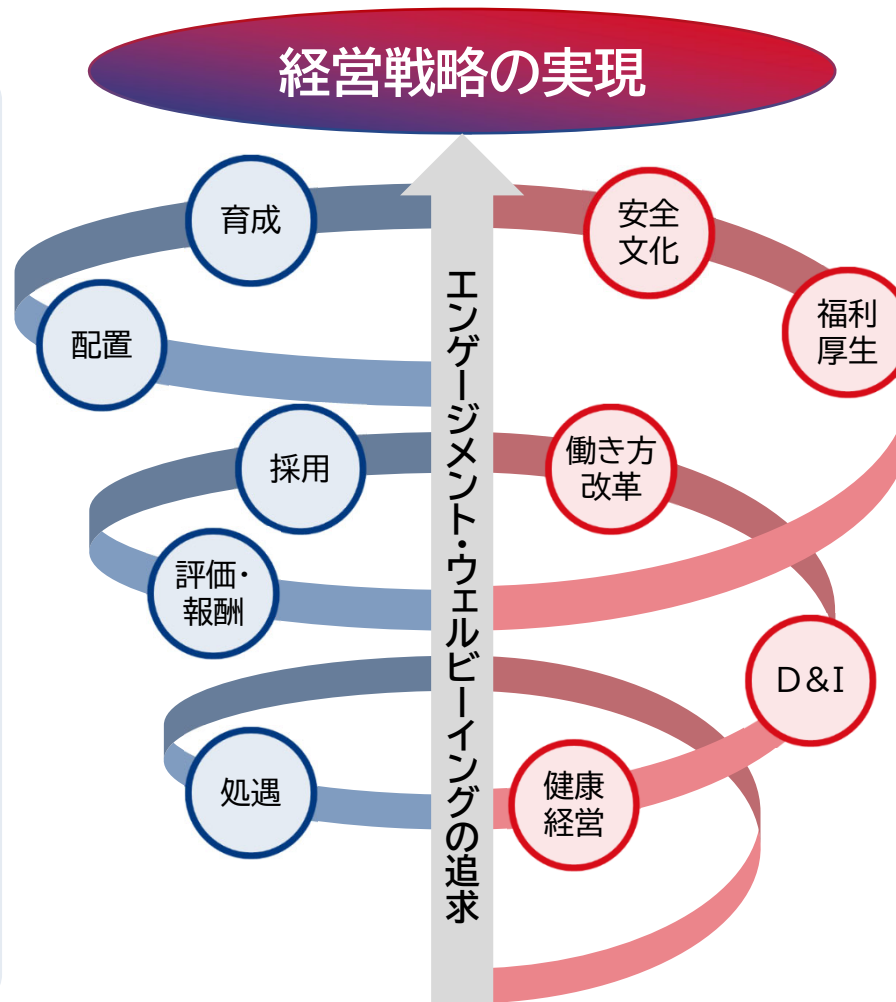 経営戦略の実現
育成
安全
文化
福利
厚生
配置
採用
働き方
改革
評価・
報酬
D&I
処遇
健康
経営
エンゲージメント・ウェルビーイングの追求